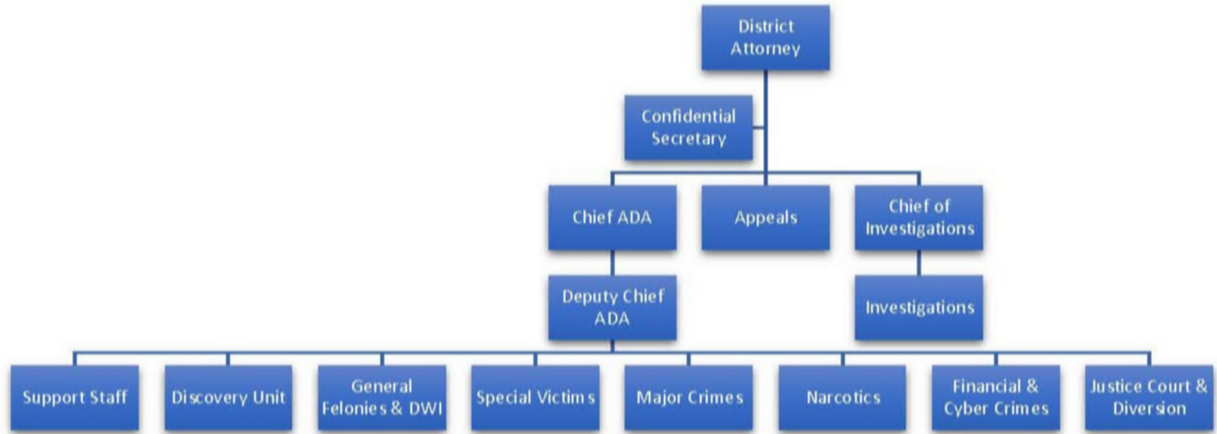 District
Attorney
Confidential
Secretary
Chief ADA
Appeals
Chief of
Investigations
Deputy Chief
ADA
Investigations
Support Staff
Discovery Unit
General
Felonies & DWI
Special Victims
Major Crimes
Narcotics
Financial &
Cyber Crimes
Justice Court &
Diversion